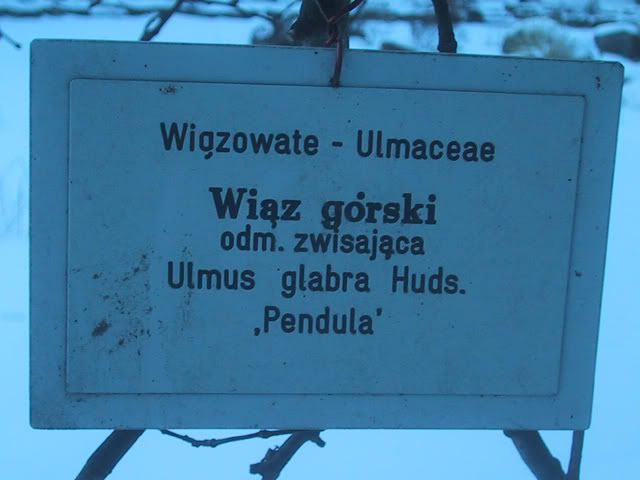 Wiązowate - Ulmaceae
Wiąz górski
odm. zwisająca
Ulmus glabra Huds.
‚Pendula’